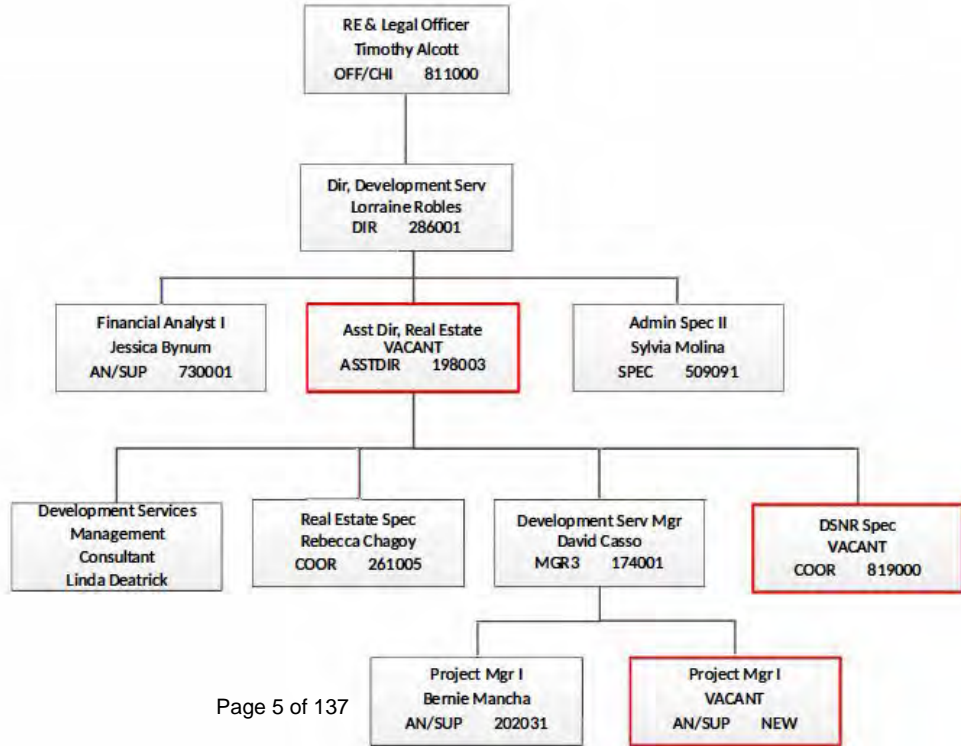 RE & Legal Officer
Timothy Alcott
OFF/CHI 811000
Dir, Development Serv
Lorraine Robles
DIR 286001
Financial Analyst I
Jessica Bynum
AN/SUP 730001
Asst Dir, Real Estate
VACANT
ASSTDIR 198003
Admin Spec II
Sylvia Molina
SPEC 509091
Development Services
Management
Consultant
Linda Deatrick
Real Estate Spec
Rebecca Chagoy
COOR 261005
Development Serv Mgr
David Casso
MGR3 174001
DSNR Spec
VACANT
COOR 819000
Project Mgr I
Bernie Mancha
AN/SUP 202031
Project Mgr I
VACANT
AN/SUP NEW
Page 5 of 137